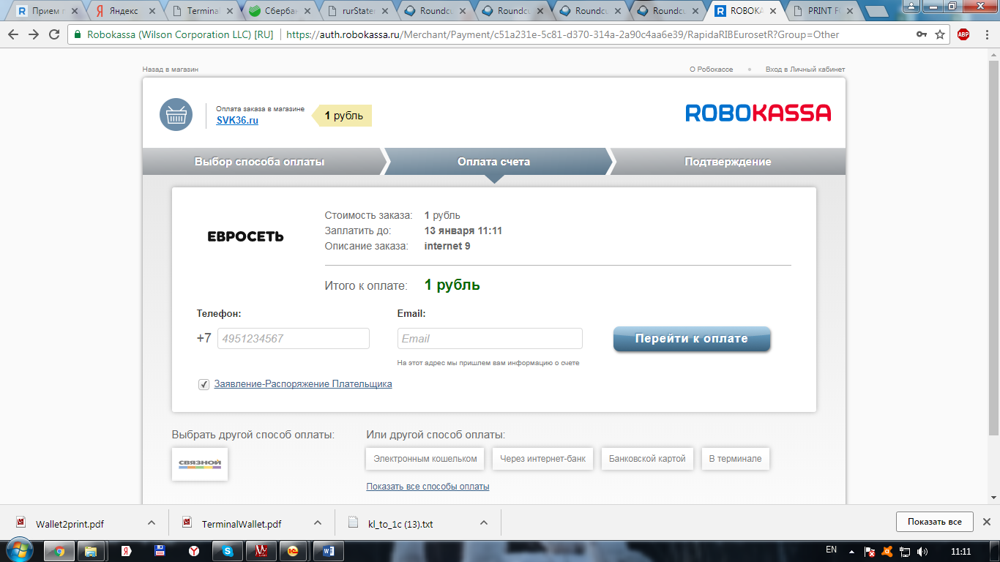 Прием п
Яндекс
Terminal
Сбербан
rurStater
Roundcu
Roundcu
Roundcu
Roundcu
ROBOKA
PRINT FO
Robokassa (Wilson Corporation LLC) [RU] | https://auth.robokassa.ru/Merchant/Payment/c51a231e-5c81-d370-314a-2a90c4aa6e39/RapidaRIBEurosetR?Group=Other
ABP
Назад в магазин
О Робокассе • Вход в Личный кабинет
Оплата заказа в магазине
SVK36.ru
1 рубль
ROBOKASSA
Выбор способа оплаты
Оплата счета
Подтверждение
ЕВРОСЕТЬ
Стоимость заказа: 1 рубль
Заплатить до: 13 января 11:11
Описание заказа: internet 9
Итого к оплате: 1 рубль
Телефон:
Email:
+7 4951234567
Email
Перейти к оплате
На этот адрес мы пришлем вам информацию о счете
Заявление-Распоряжение Плательщика
Выбрать другой способ оплаты:
Или другой способ оплаты:
СВЯЗНОЙ
Электронным кошельком
Через интернет-банк
Банковской картой
В терминале
Показать все способы оплаты
Wallet2print.pdf
TerminalWallet.pdf
kl_to_1c (13).txt
Показать все
EN
11:11